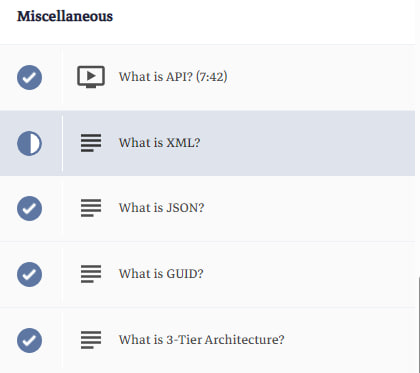 Miscellaneous
What is API? (7:42)
What is XML?
What is JSON?
What is GUID?
What is 3-Tier Architecture?